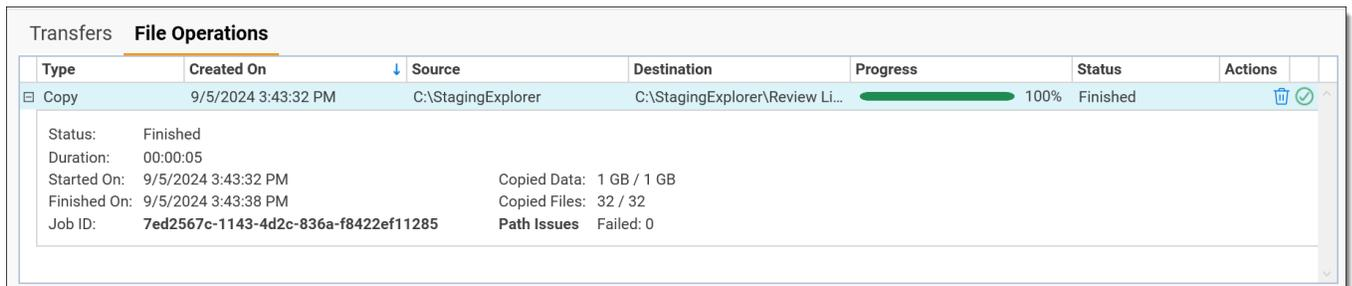 Transfers File Operations
Type Created On ↓ Source Destination Progress Status Actions
Copy 9/5/2024 3:43:32 PM C:\StagingExplorer C:\StagingExplorer\Review Li... 100% Finished
Status: Finished
Duration: 00:00:05
Started On: 9/5/2024 3:43:32 PM Copied Data: 1 GB / 1 GB
Finished On: 9/5/2024 3:43:38 PM Copied Files: 32 / 32
Job ID: 7ed2567c-1143-4d2c-836a-f8422ef11285 Path Issues Failed: 0